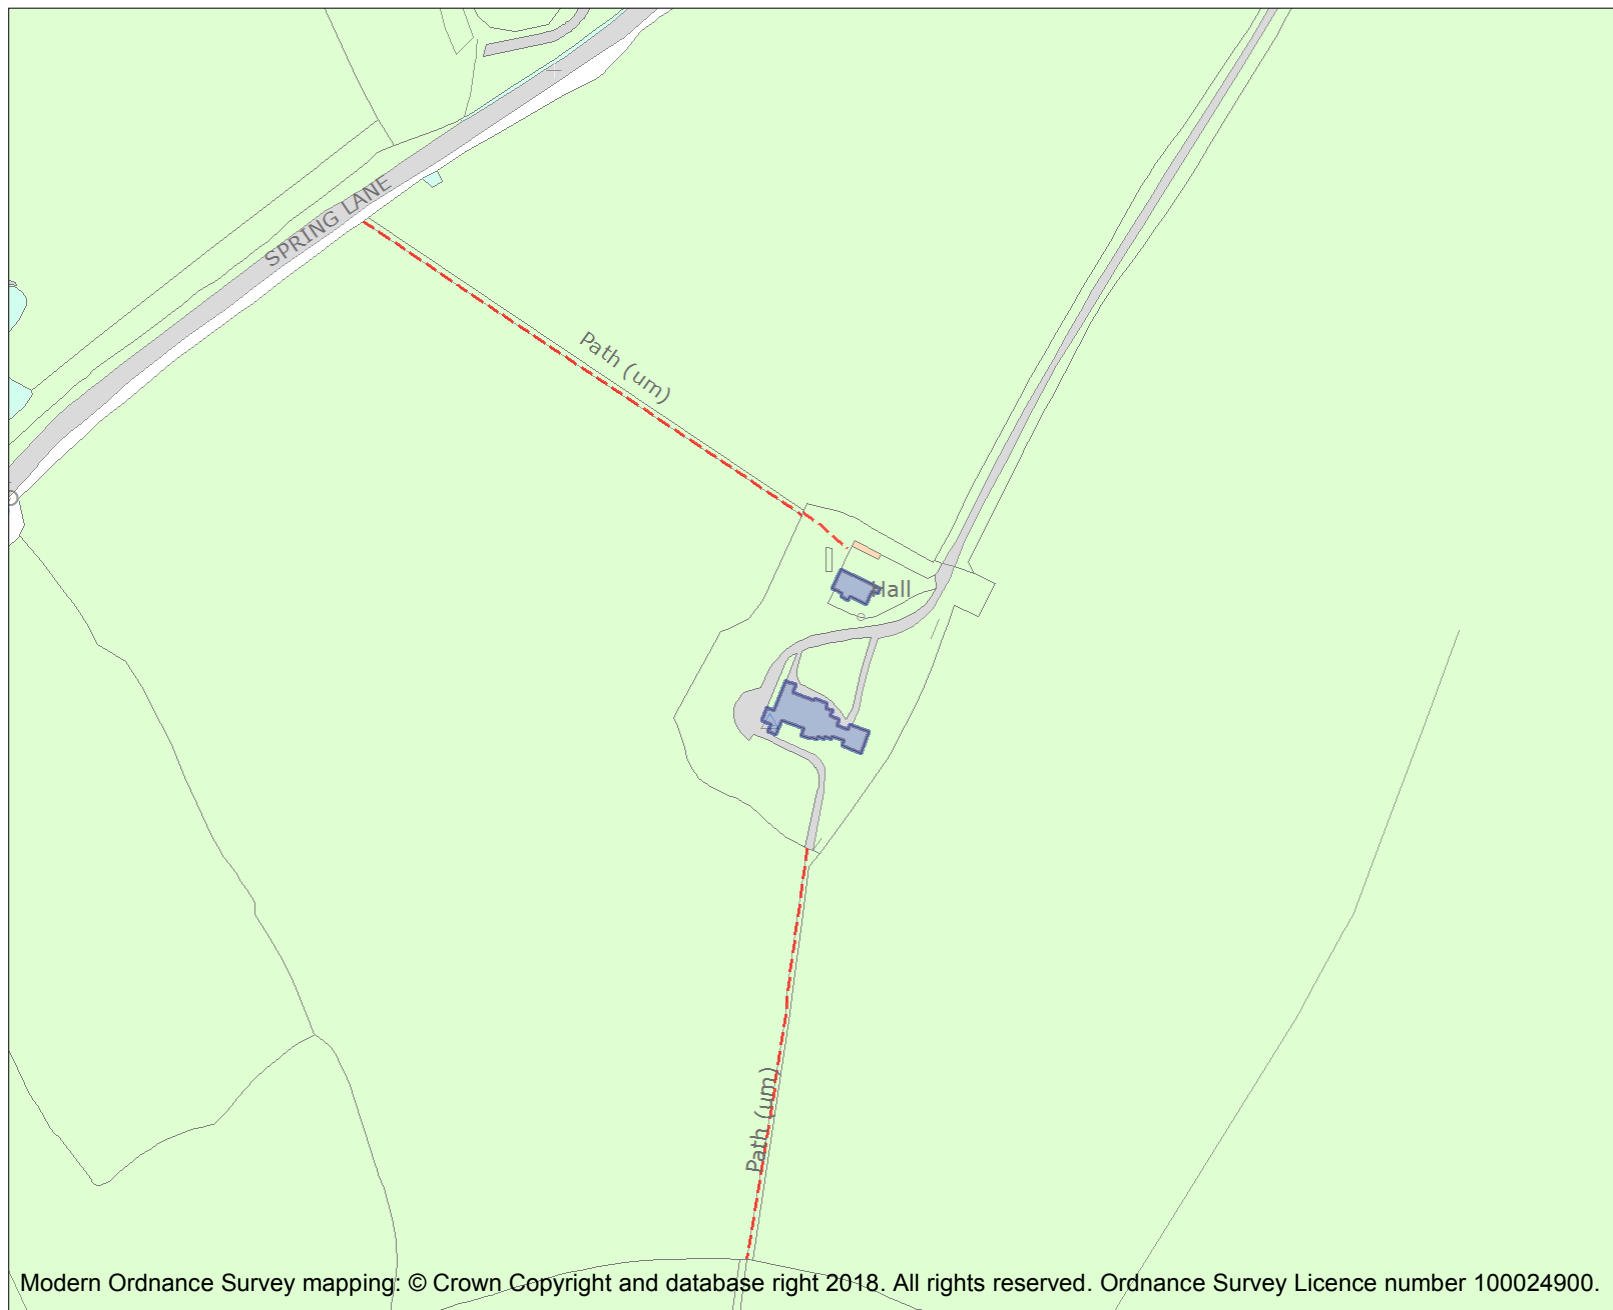 SPRING LANE
Path (um)
Hall
Path (um)
Modern Ordnance Survey mapping: © Crown Copyright and database right 2018. All rights reserved. Ordnance Survey Licence number 100024900.